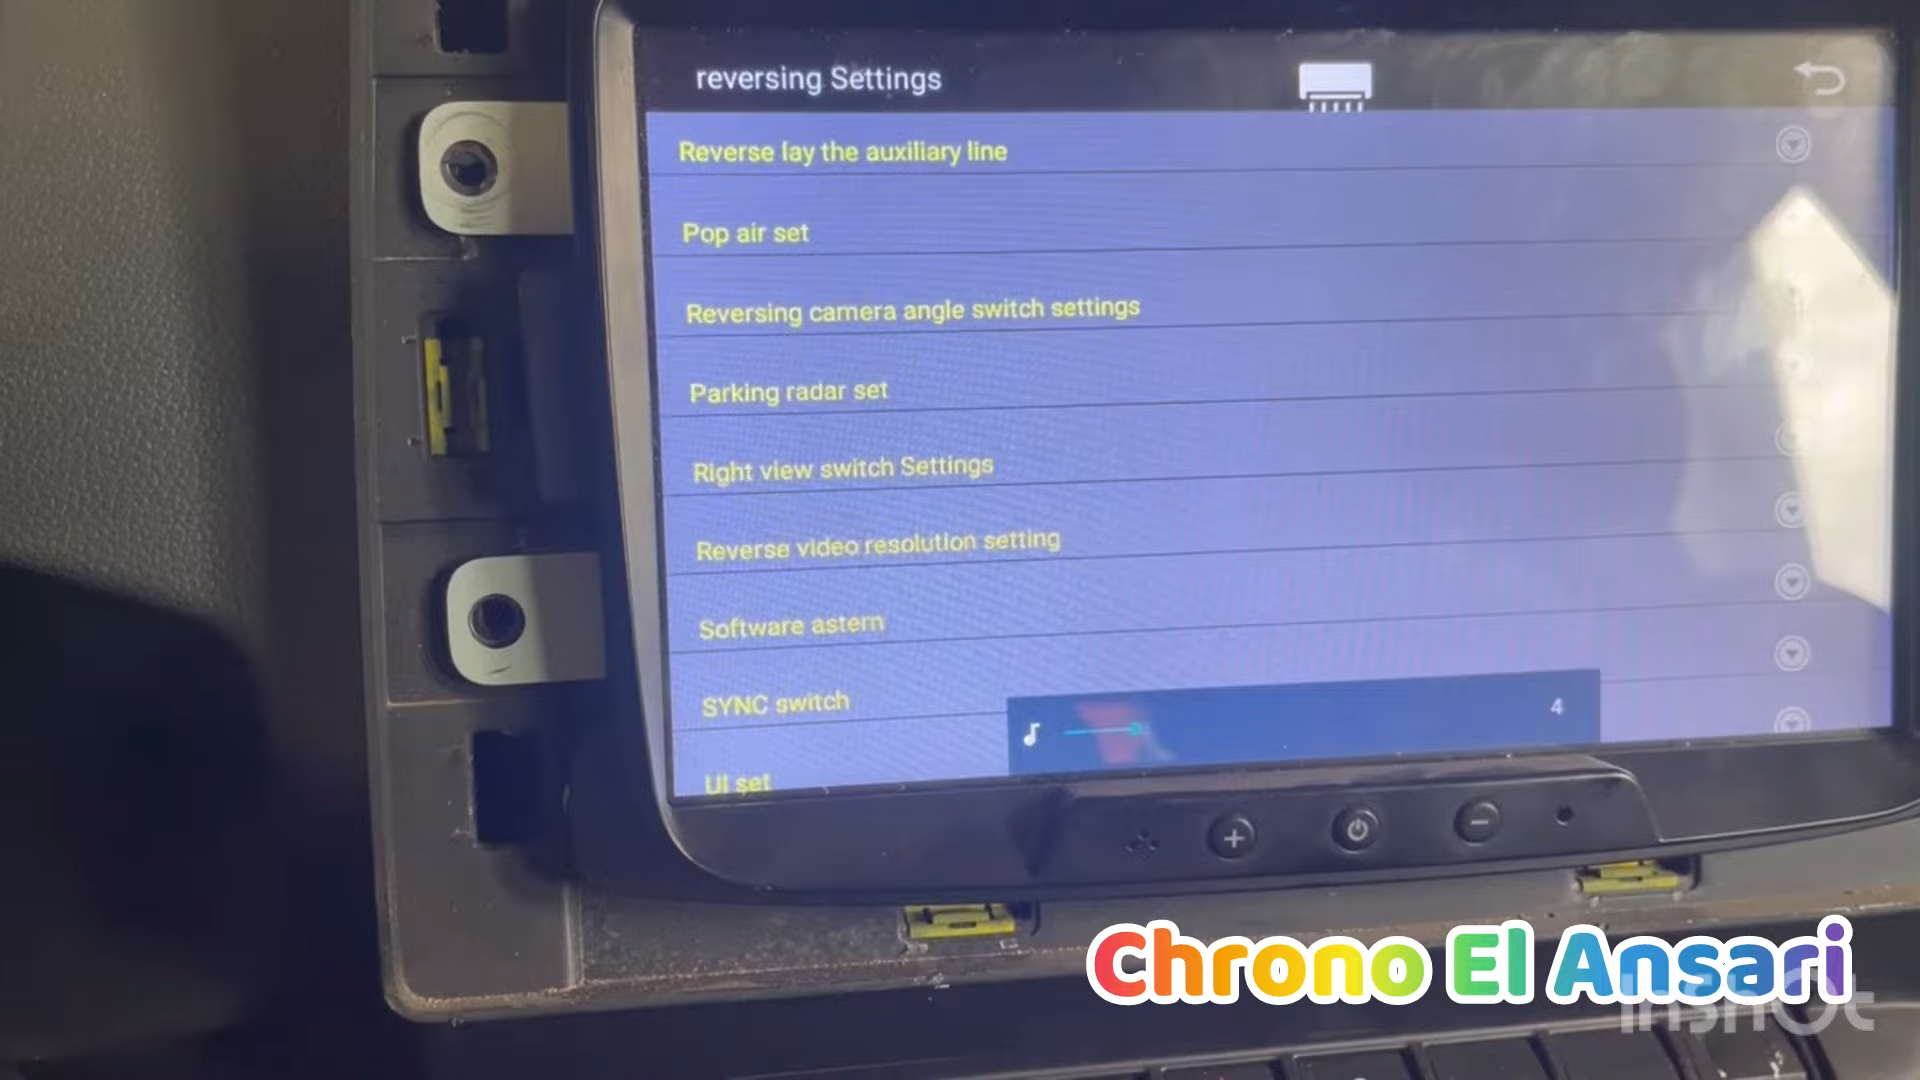 reversing Settings
Reverse lay the auxiliary line
Pop air set
Reversing camera angle switch settings
Parking radar set
Right view switch Settings
Reverse video resolution setting
Software astern
SYNC switch
4
UI set
Chrono El Ansari
InShOt